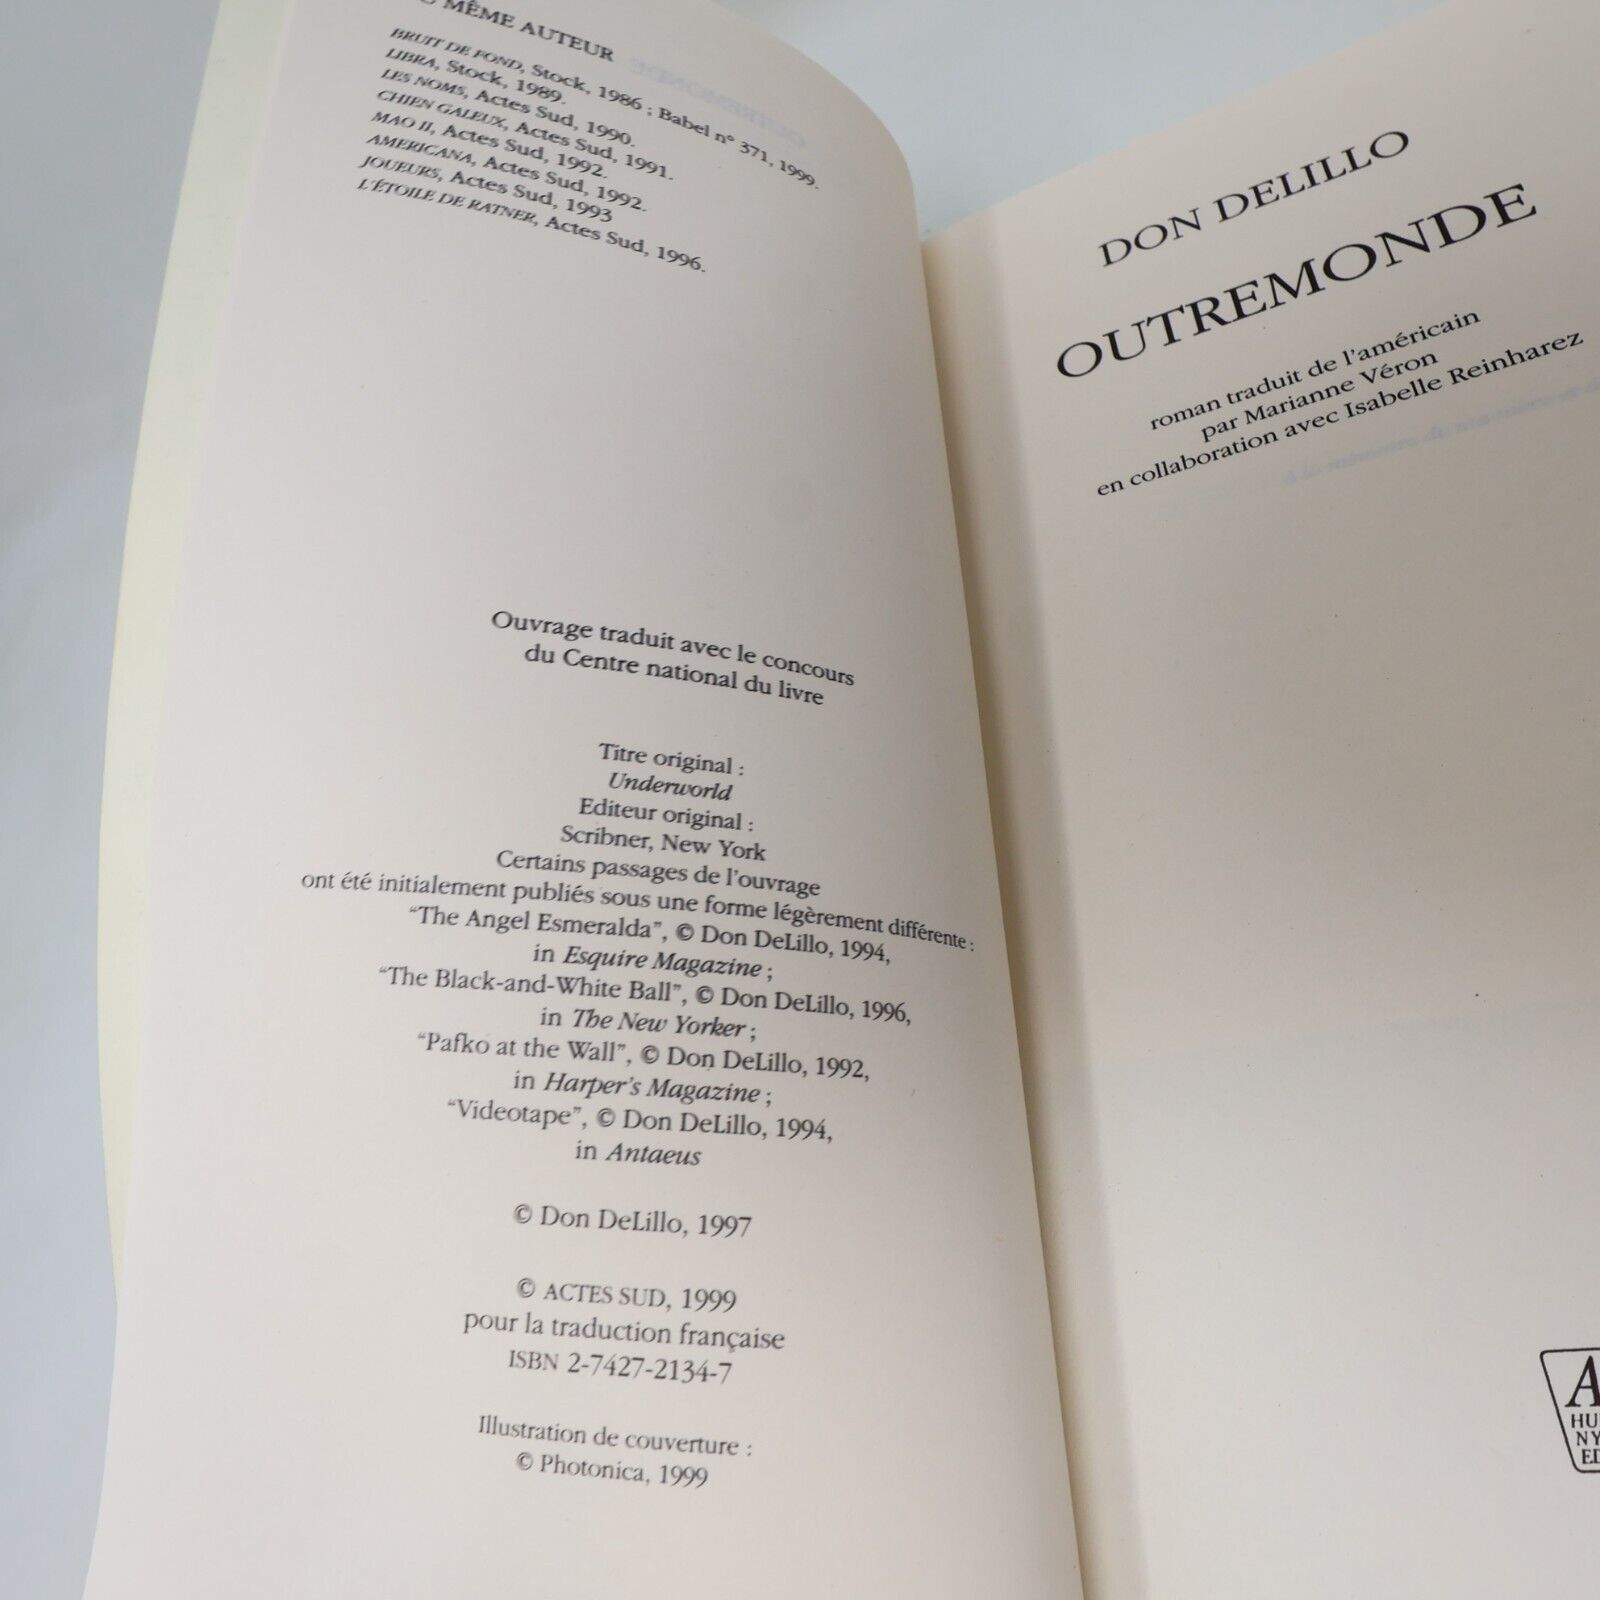 MÊME AUTEUR
BRUIT DE FOND, Stock, 1986 ; Babel n° 371, 1999.
LIBRA, Stock, 1989.
LES NOMS, Actes Sud, 1990.
CHIEN GALEUX, Actes Sud, 1991.
MAO II, Actes Sud, 1992.
AMERICANA, Actes Sud, 1992.
JOUEURS, Actes Sud, 1993
L'ÉTOILE DE RATNER, Actes Sud, 1996.
Ouvrage traduit avec le concours
du Centre national du livre
Titre original :
Underworld
Editeur original :
Scribner, New York
Certains passages de l'ouvrage
ont été initialement publiés sous une forme légèrement différente :
“The Angel Esmeralda”, © Don DeLillo, 1994,
in Esquire Magazine ;
“The Black-and-White Ball”, © Don DeLillo, 1996,
in The New Yorker ;
“Pafko at the Wall”, © Don DeLillo, 1992,
in Harper's Magazine ;
“Videotape”, © Don DeLillo, 1994,
in Antaeus
© Don DeLillo, 1997
© ACTES SUD, 1999
pour la traduction française
ISBN 2-7427-2134-7
Illustration de couverture :
© Photonica, 1999
DON DELILLO
OUTREMONDE
roman traduit de l'américain
par Marianne Véron
en collaboration avec Isabelle Reinharez